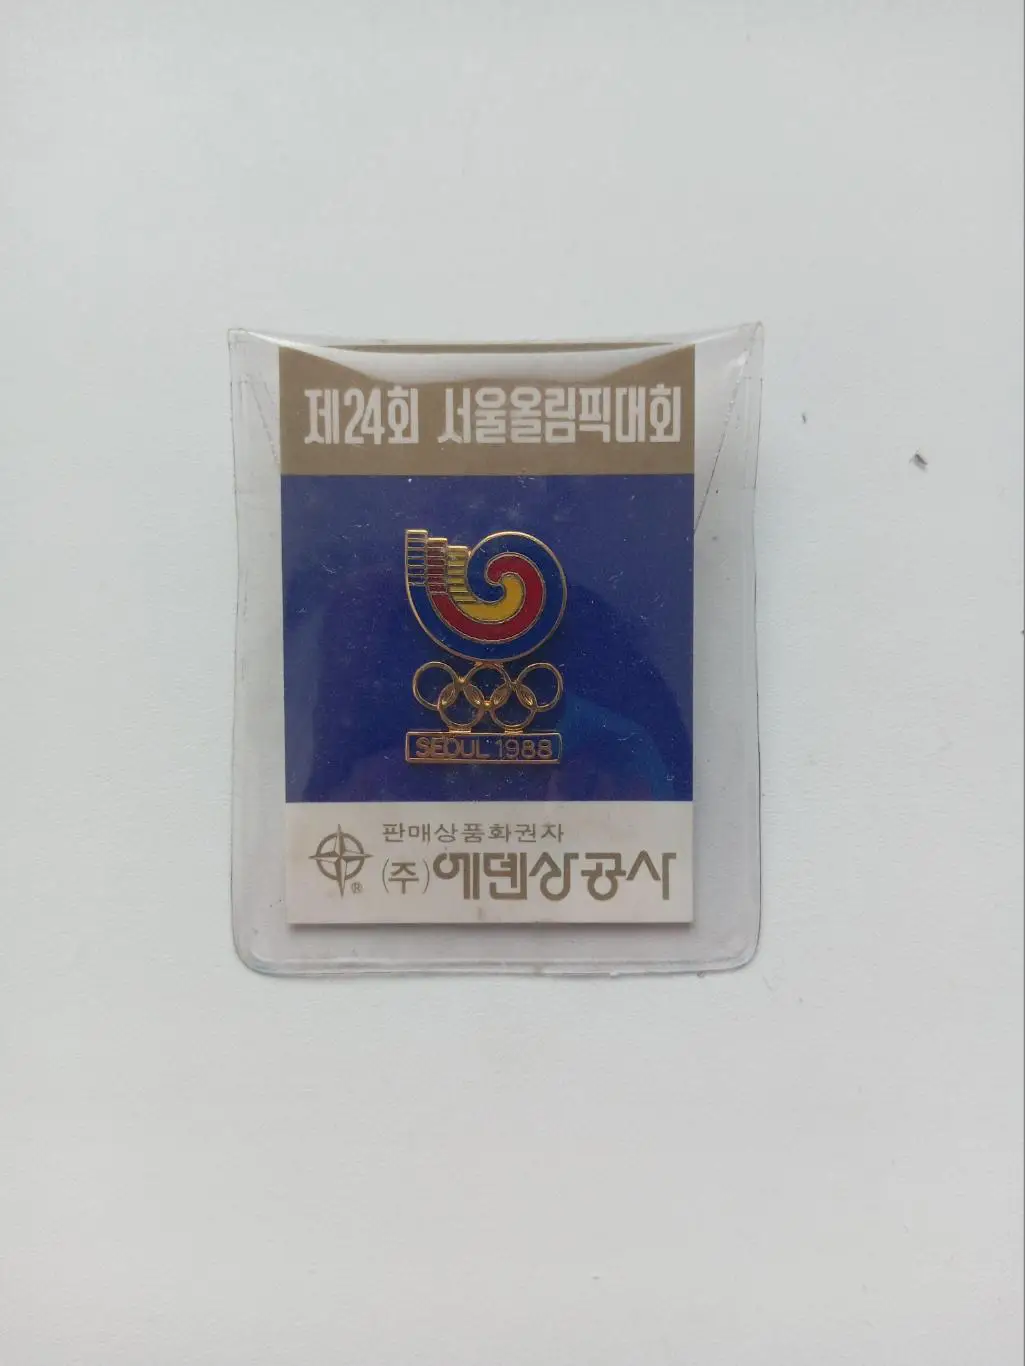 제24회 서울올림픽대회
SEOUL 1988
판매상품화권자
®
(주)에덴상공사